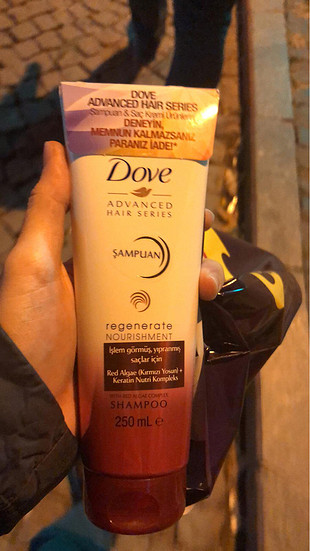 DOVE
ADVANCED HAIR SERIES
Şampuan & Saç Kremi Ürünlerini
DENEYİN,
MEMNUN KALMAZSANIZ
PARANIZ İADE!*
Dove
ADVANCED
HAIR SERIES
ŞAMPUAN
regenerate
NOURISHMENT
İşlem görmüş, yıpranmış
saçlar için
Red Algae (Kırmızı Yosun) +
Keratin Nutri Kompleks
WITH RED ALGAE COMPLEX
SHAMPOO
250 mL e